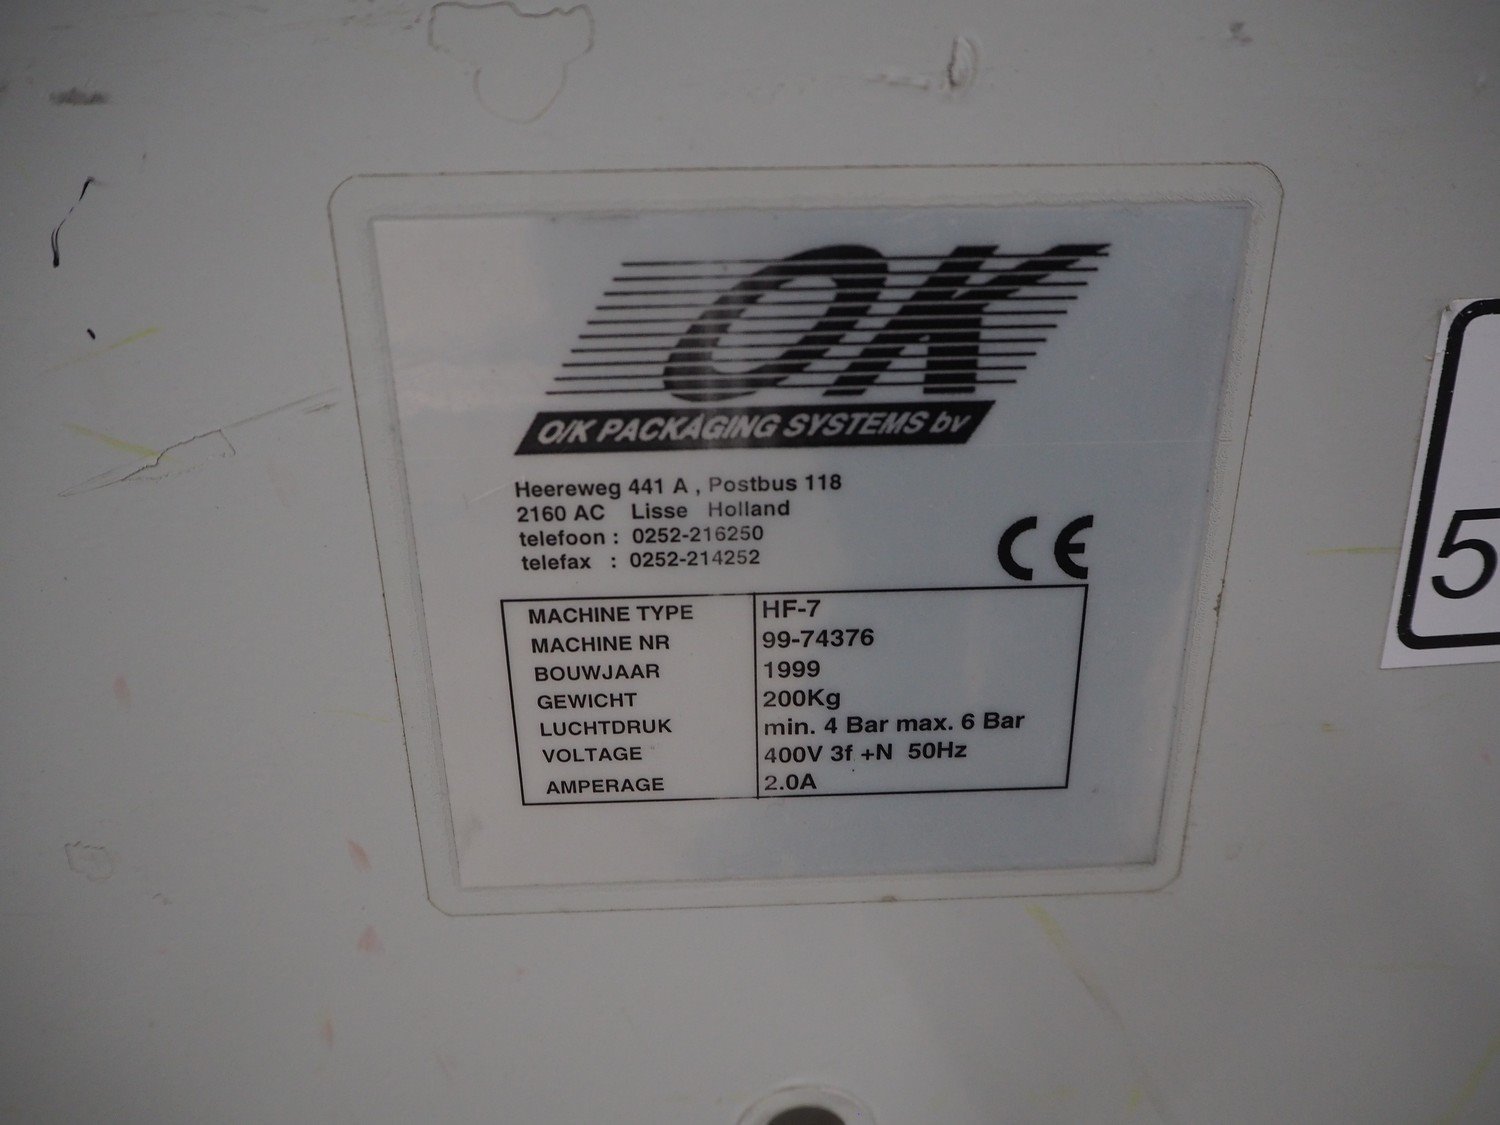 OK
O/K PACKAGING SYSTEMS bv
Heereweg 441 A , Postbus 118
2160 AC Lisse Holland
telefoon : 0252-216250
telefax : 0252-214252
CE
MACHINE TYPE HF-7
MACHINE NR 99-74376
BOUWJAAR 1999
GEWICHT 200Kg
LUCHTDRUK min. 4 Bar max. 6 Bar
VOLTAGE 400V 3f +N 50Hz
AMPERAGE 2.0A
5